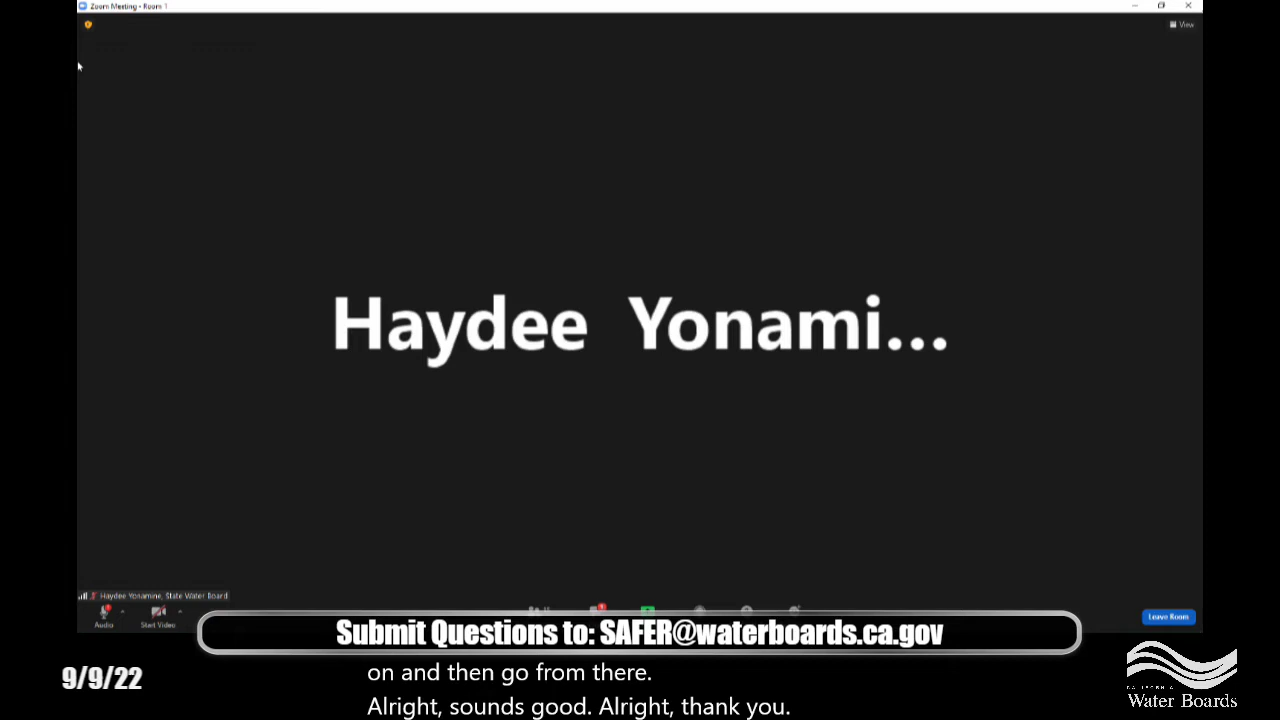 Zoom Meeting - Room 1
View
Haydee Yonami...
Haydee Yonamine, State Water Board
Audio
Start Video
Leave Room
Submit Questions to: SAFER@waterboards.ca.gov
on and then go from there.
Alright, sounds good. Alright, thank you.
9/9/22
CALIFORNIA
Water Boards